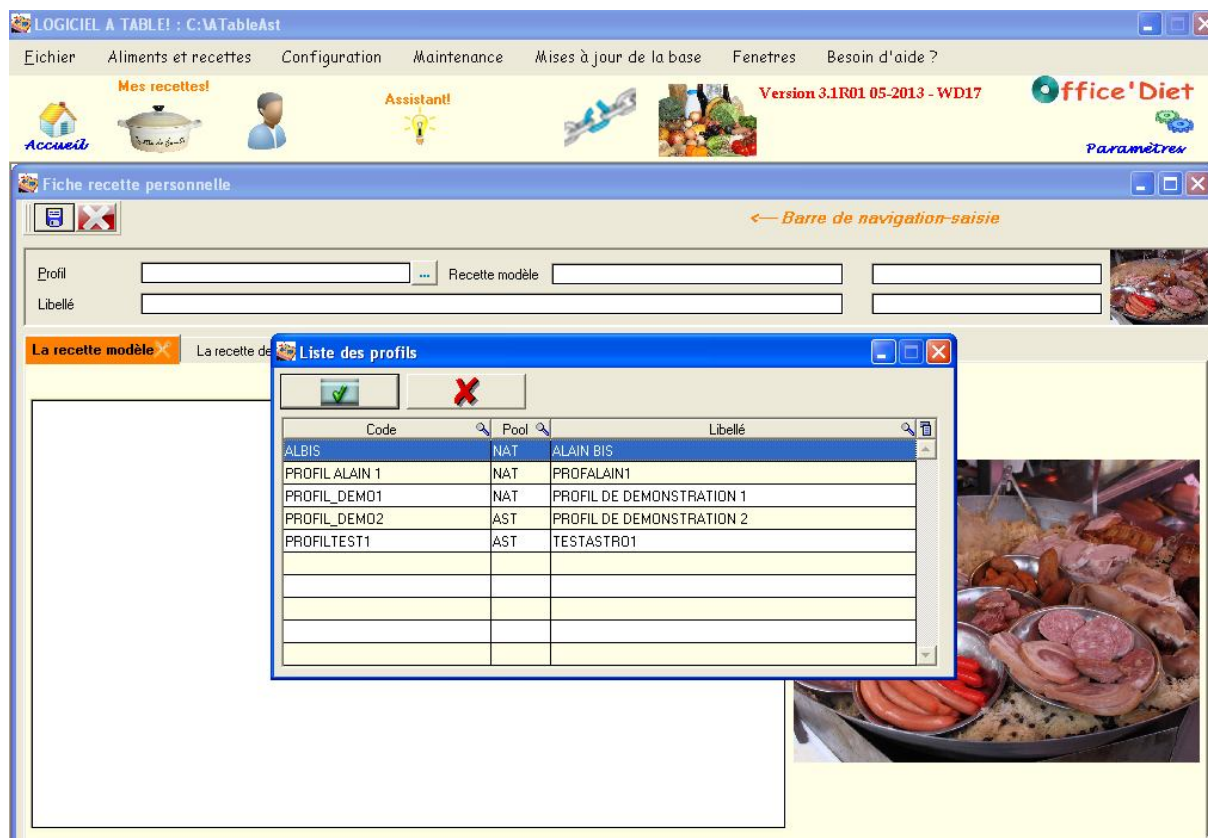 LOGICIEL A TABLE! : C:\ATableAst
Fichier Aliments et recettes Configuration Maintenance Mises à jour de la base Fenetres Besoin d'aide ?
Mes recettes! Assistant! Version 3.1R01 05-2013 - WD17 Office'Diet
Accueil Paramètres
Fiche recette personnelle
<— Barre de navigation-saisie
Profil ... Recette modèle
Libellé
La recette modèle La recette de
Liste des profils
Code Pool Libellé
ALBIS NAT ALAIN BIS
PROFIL ALAIN 1 NAT PROFALAIN1
PROFIL_DEMO1 NAT PROFIL DE DEMONSTRATION 1
PROFIL_DEMO2 AST PROFIL DE DEMONSTRATION 2
PROFILTEST1 AST TESTASTRO1